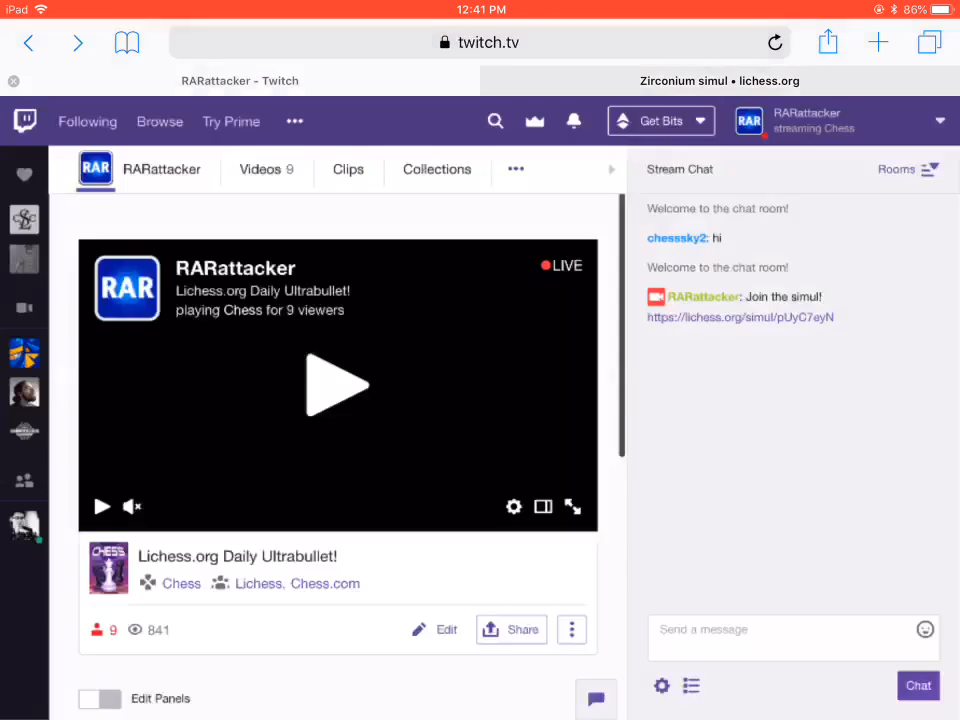 iPad 12:41 PM 86%
twitch.tv
RARattacker - Twitch Zirconium simul • lichess.org
Following Browse Try Prime ••• Get Bits RAR RARattacker
streaming Chess
RAR RARattacker Videos 9 Clips Collections •••
Stream Chat Rooms
Welcome to the chat room!
chesssky2: hi
Welcome to the chat room!
RARattacker: Join the simul!
https://lichess.org/simul/pUyC7eyN
RAR
RARattacker LIVE
Lichess.org Daily Ultrabullet!
playing Chess for 9 viewers
CHESS
Lichess.org Daily Ultrabullet!
Chess Lichess, Chess.com
9 841 Edit Share
Edit Panels
Send a message
Chat